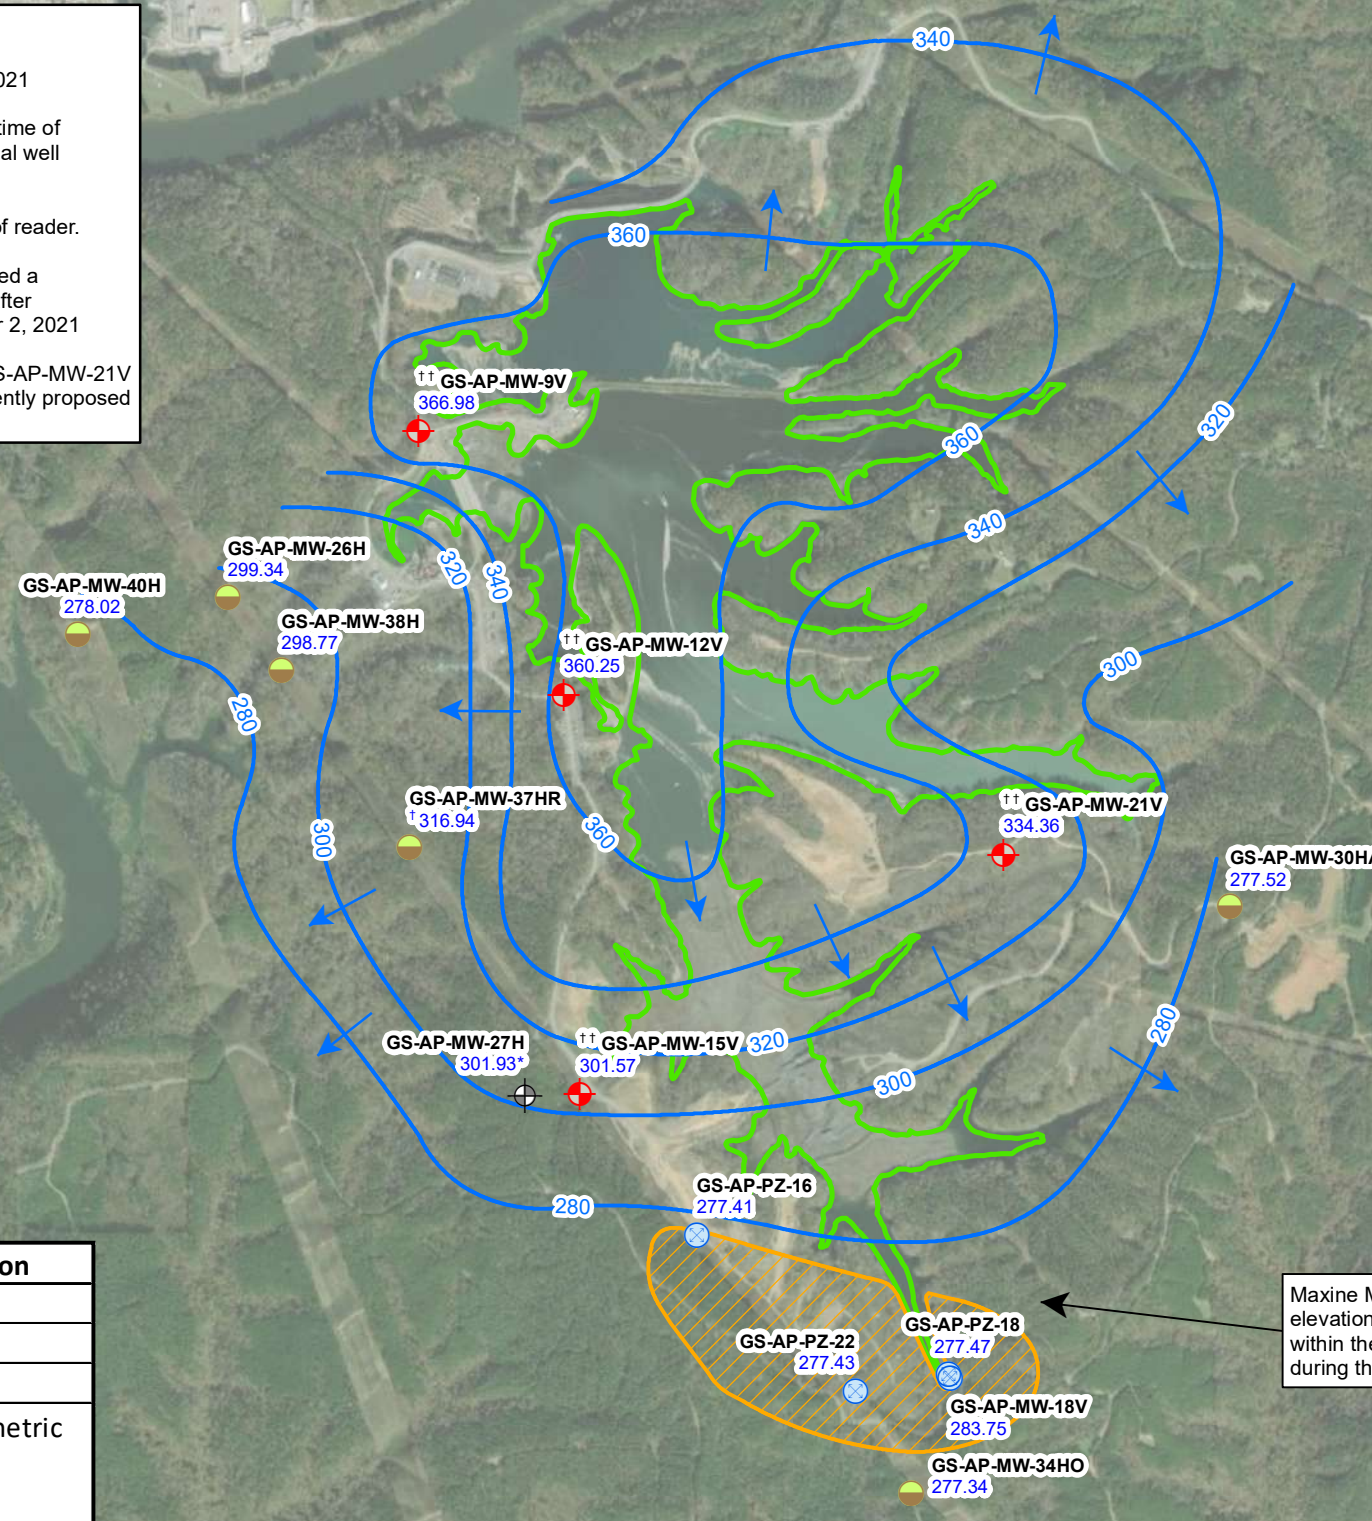 021
time of
al well
of reader.
ed a
fter
r 2, 2021
S-AP-MW-21V
ently proposed
340
360
†† GS-AP-MW-9V
366.98
360
320
340
GS-AP-MW-26H
299.34
320
340
GS-AP-MW-40H
278.02
GS-AP-MW-38H
298.77
†† GS-AP-MW-12V
360.25
300
280
GS-AP-MW-37HR
†316.94
†† GS-AP-MW-21V
334.36
300
360
GS-AP-MW-30HA
277.52
GS-AP-MW-27H
301.93*
†† GS-AP-MW-15V
301.57
320
280
300
GS-AP-PZ-16
277.41
280
on
netric
GS-AP-PZ-22
277.43
GS-AP-PZ-18
277.47
Maxine M
elevation
within the
during th
GS-AP-MW-18V
283.75
GS-AP-MW-34HO
277.34